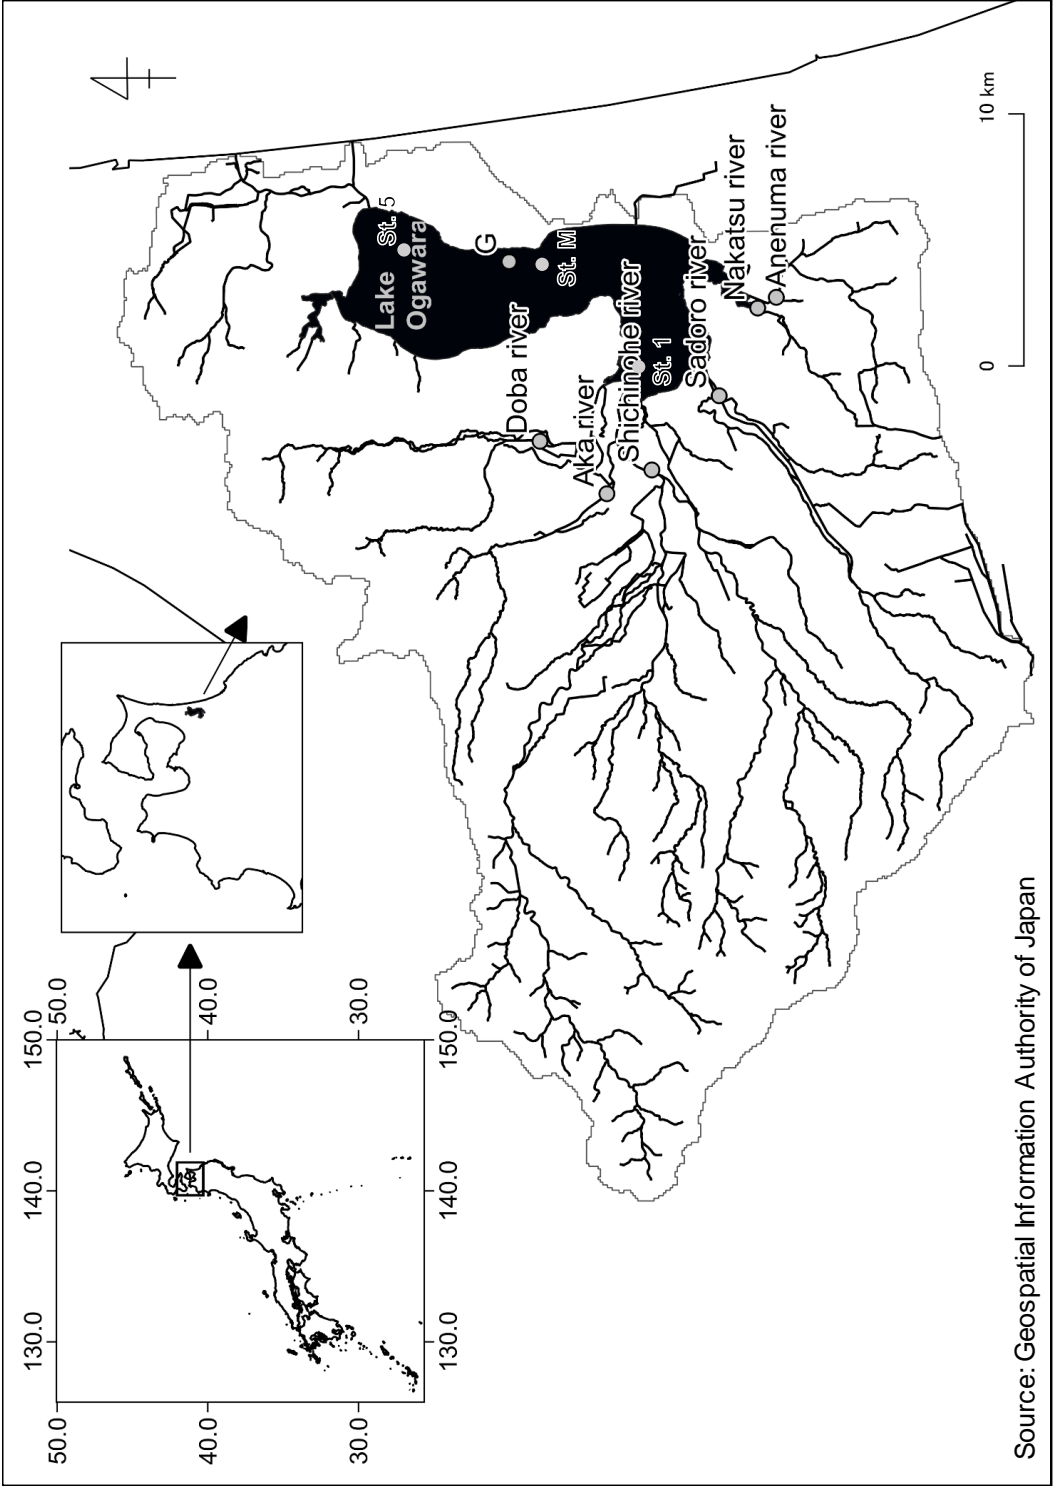 130.0 140.0 150.0
50.0 50.0
40.0 40.0
30.0 30.0
130.0 140.0 150.0
Lake
Ogawara
St. 5
G
Doba river
St. M
Aka river
Shichinohe river
St. 1
Sadoro river
Nakatsu river
Anenuma river
0 10 km
Source: Geospatial Information Authority of Japan